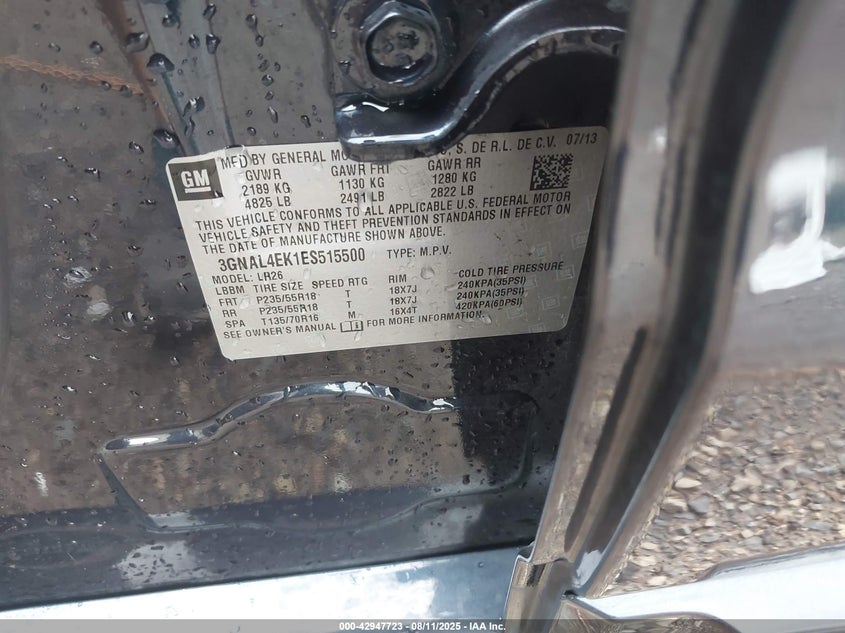 MFD BY GENERAL MO S. DE R.L. DE C.V. 07/13
GM
GVWR GAWR FRT GAWR RR
2189 KG 1130 KG 1280 KG
4825 LB 2491 LB 2822 LB
THIS VEHICLE CONFORMS TO ALL APPLICABLE U.S. FEDERAL MOTOR
VEHICLE SAFETY AND THEFT PREVENTION STANDARDS IN EFFECT ON
THE DATE OF MANUFACTURE SHOWN ABOVE.
3GNAL4EK1ES515500 TYPE: M.P.V.
MODEL: LR26
LBBM TIRE SIZE SPEED RTG RIM COLD TIRE PRESSURE
FRT P235/55R18 T 18X7J 240KPA(35PSI)
RR P235/55R18 T 18X7J 240KPA(35PSI)
SPA T135/70R16 M 16X4T 420KPA(60PSI)
SEE OWNER'S MANUAL FOR MORE INFORMATION.
000-42947723 - 08/11/2025 - IAA Inc.